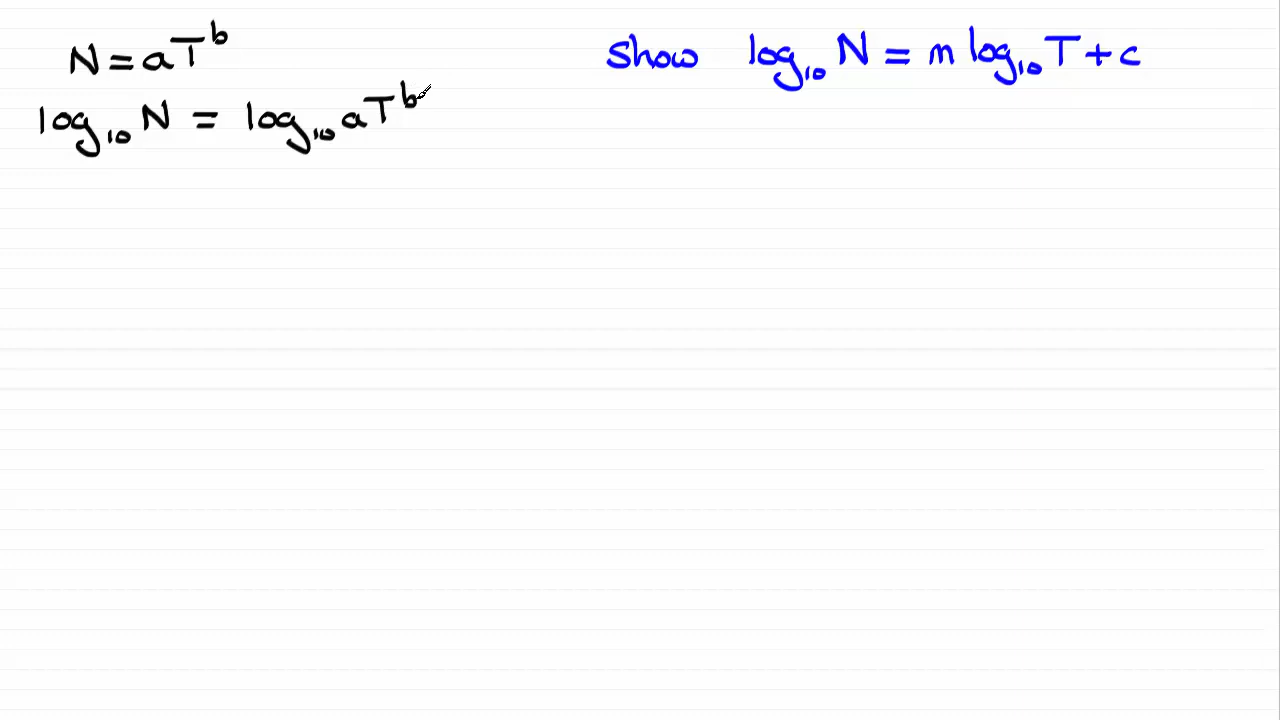 N = aT^b
Show log₁₀ N = m log₁₀ T + c
log₁₀ N = log₁₀ aT^b